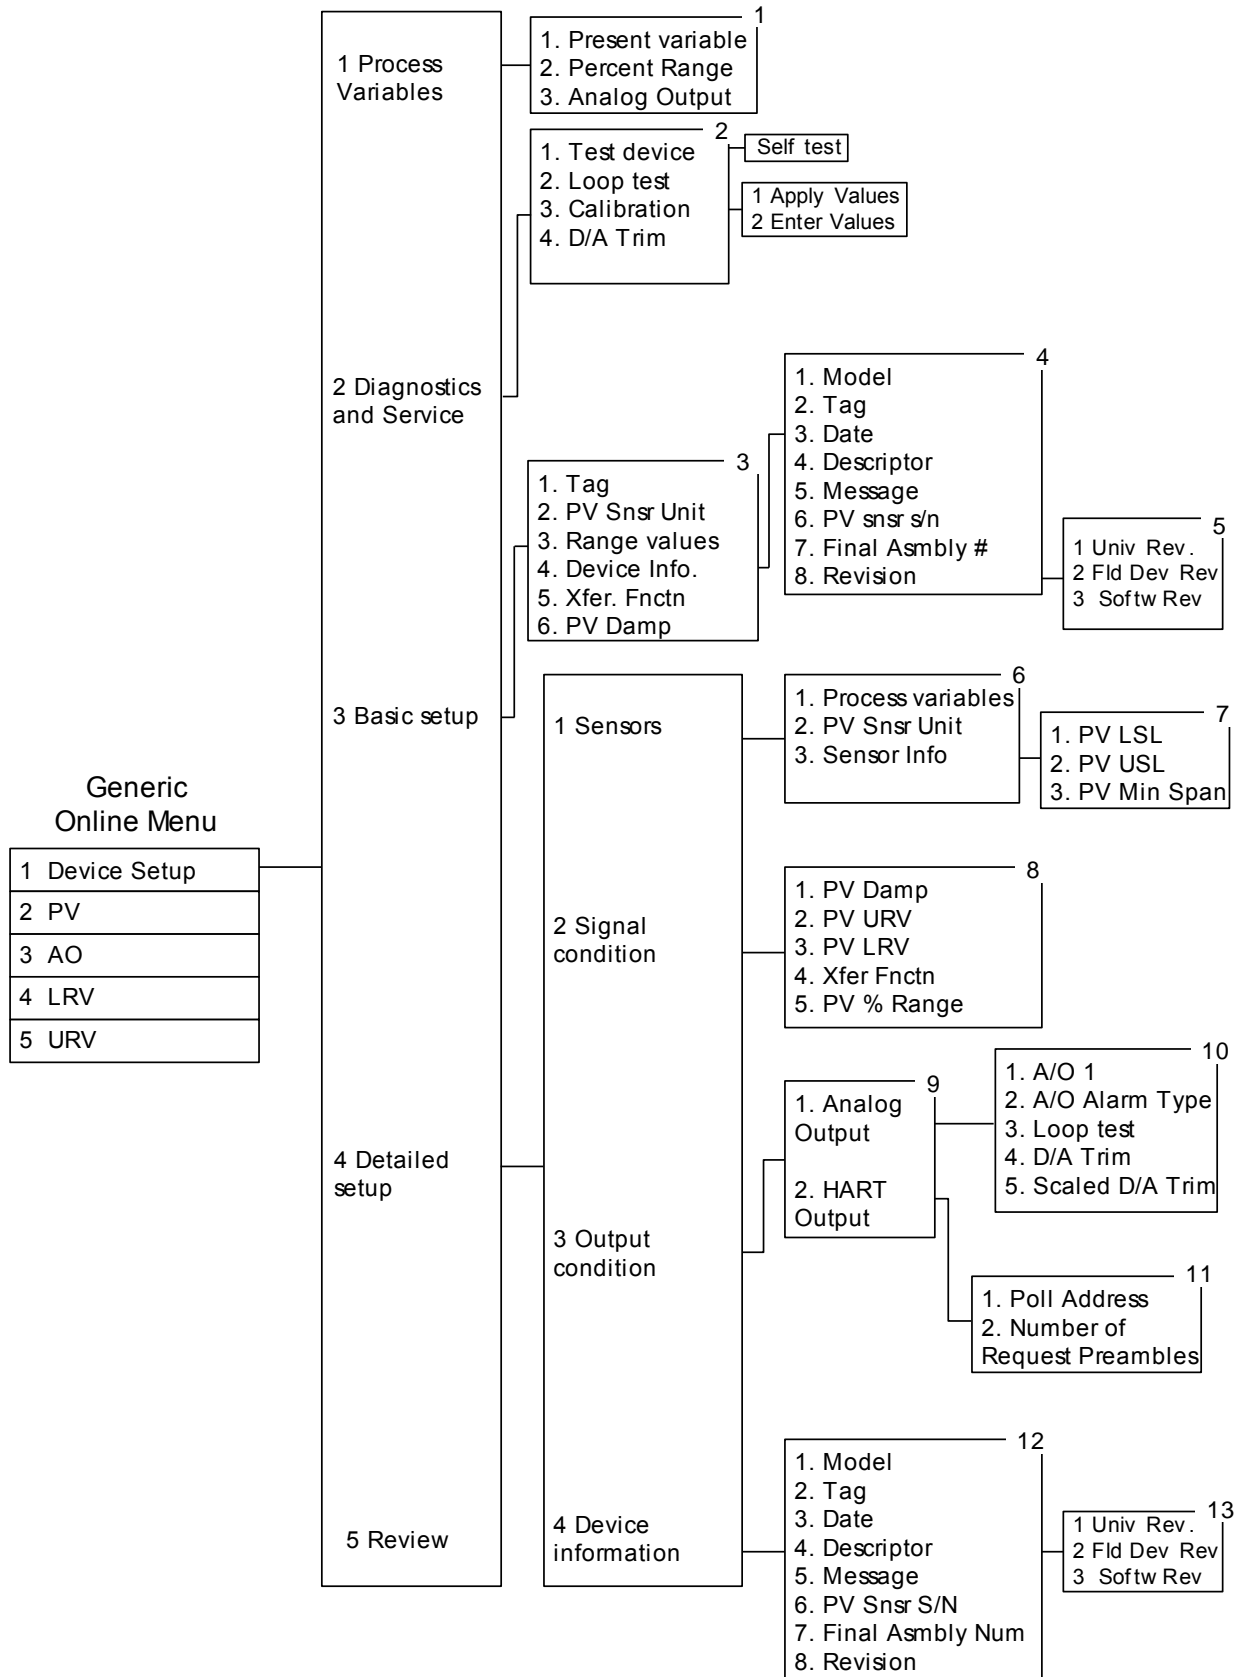 Generic
Online Menu
1 Device Setup
2 PV
3 AO
4 LRV
5 URV
1 Process
Variables
2 Diagnostics
and Service
3 Basic setup
4 Detailed
setup
5 Review
1
1. Present variable
2. Percent Range
3. Analog Output
2
1. Test device
2. Loop test
3. Calibration
4. D/A Trim
Self test
1 Apply Values
2 Enter Values
3
1. Tag
2. PV Snsr Unit
3. Range values
4. Device Info.
5. Xfer. Fnctn
6. PV Damp
4
1. Model
2. Tag
3. Date
4. Descriptor
5. Message
6. PV snsr s/n
7. Final Asmbly #
8. Revision
5
1 Univ Rev.
2 Fld Dev Rev
3 Softw Rev
1 Sensors
2 Signal
condition
3 Output
condition
4 Device
information
6
1. Process variables
2. PV Snsr Unit
3. Sensor Info
7
1. PV LSL
2. PV USL
3. PV Min Span
8
1. PV Damp
2. PV URV
3. PV LRV
4. Xfer Fnctn
5. PV % Range
9
1. Analog
Output
2. HART
Output
10
1. A/O 1
2. A/O Alarm Type
3. Loop test
4. D/A Trim
5. Scaled D/A Trim
11
1. Poll Address
2. Number of
Request Preambles
12
1. Model
2. Tag
3. Date
4. Descriptor
5. Message
6. PV Snsr S/N
7. Final Asmbly Num
8. Revision
13
1 Univ Rev.
2 Fld Dev Rev
3 Softw Rev